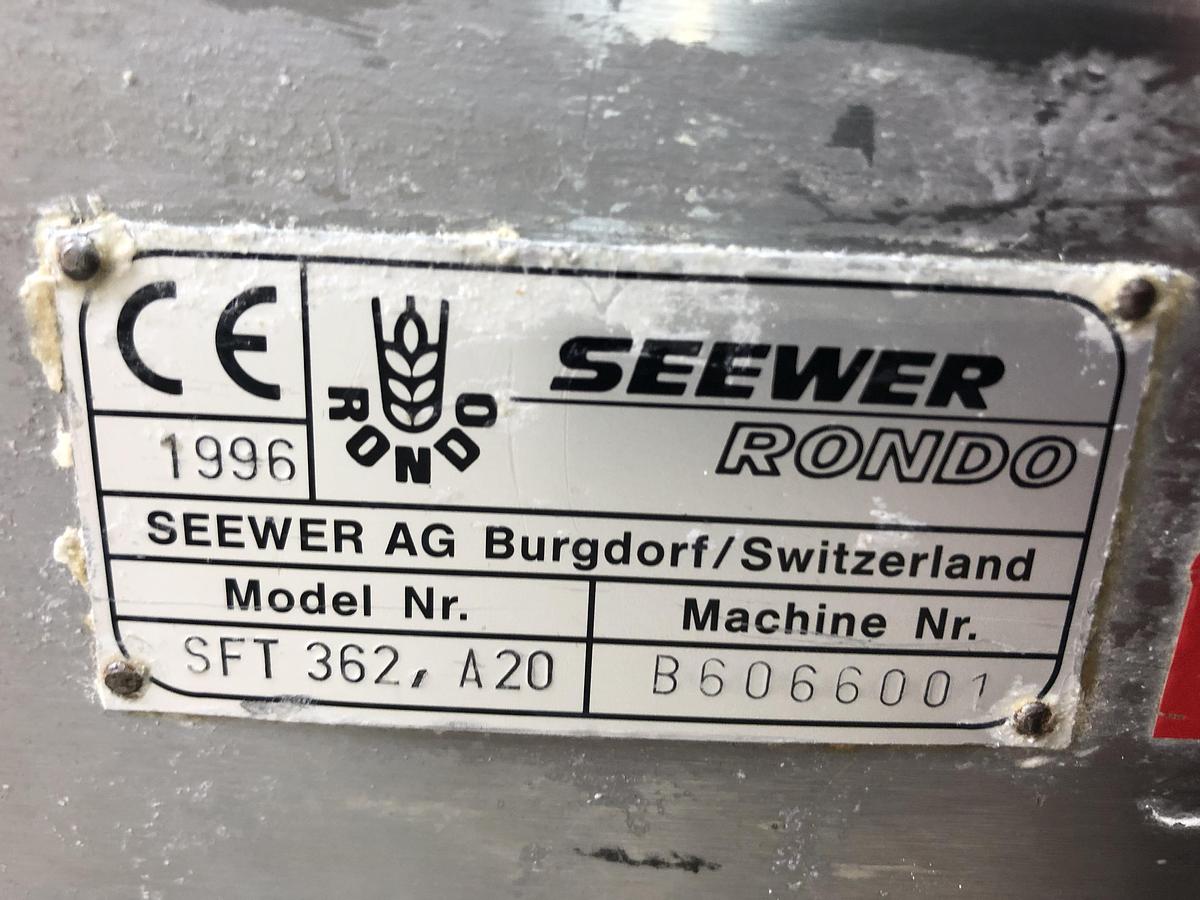 CE
1996
RONDO
SEEWER
RONDO
SEEWER AG Burgdorf/Switzerland
Model Nr.
Machine Nr.
SFT 362, A20
B6066001